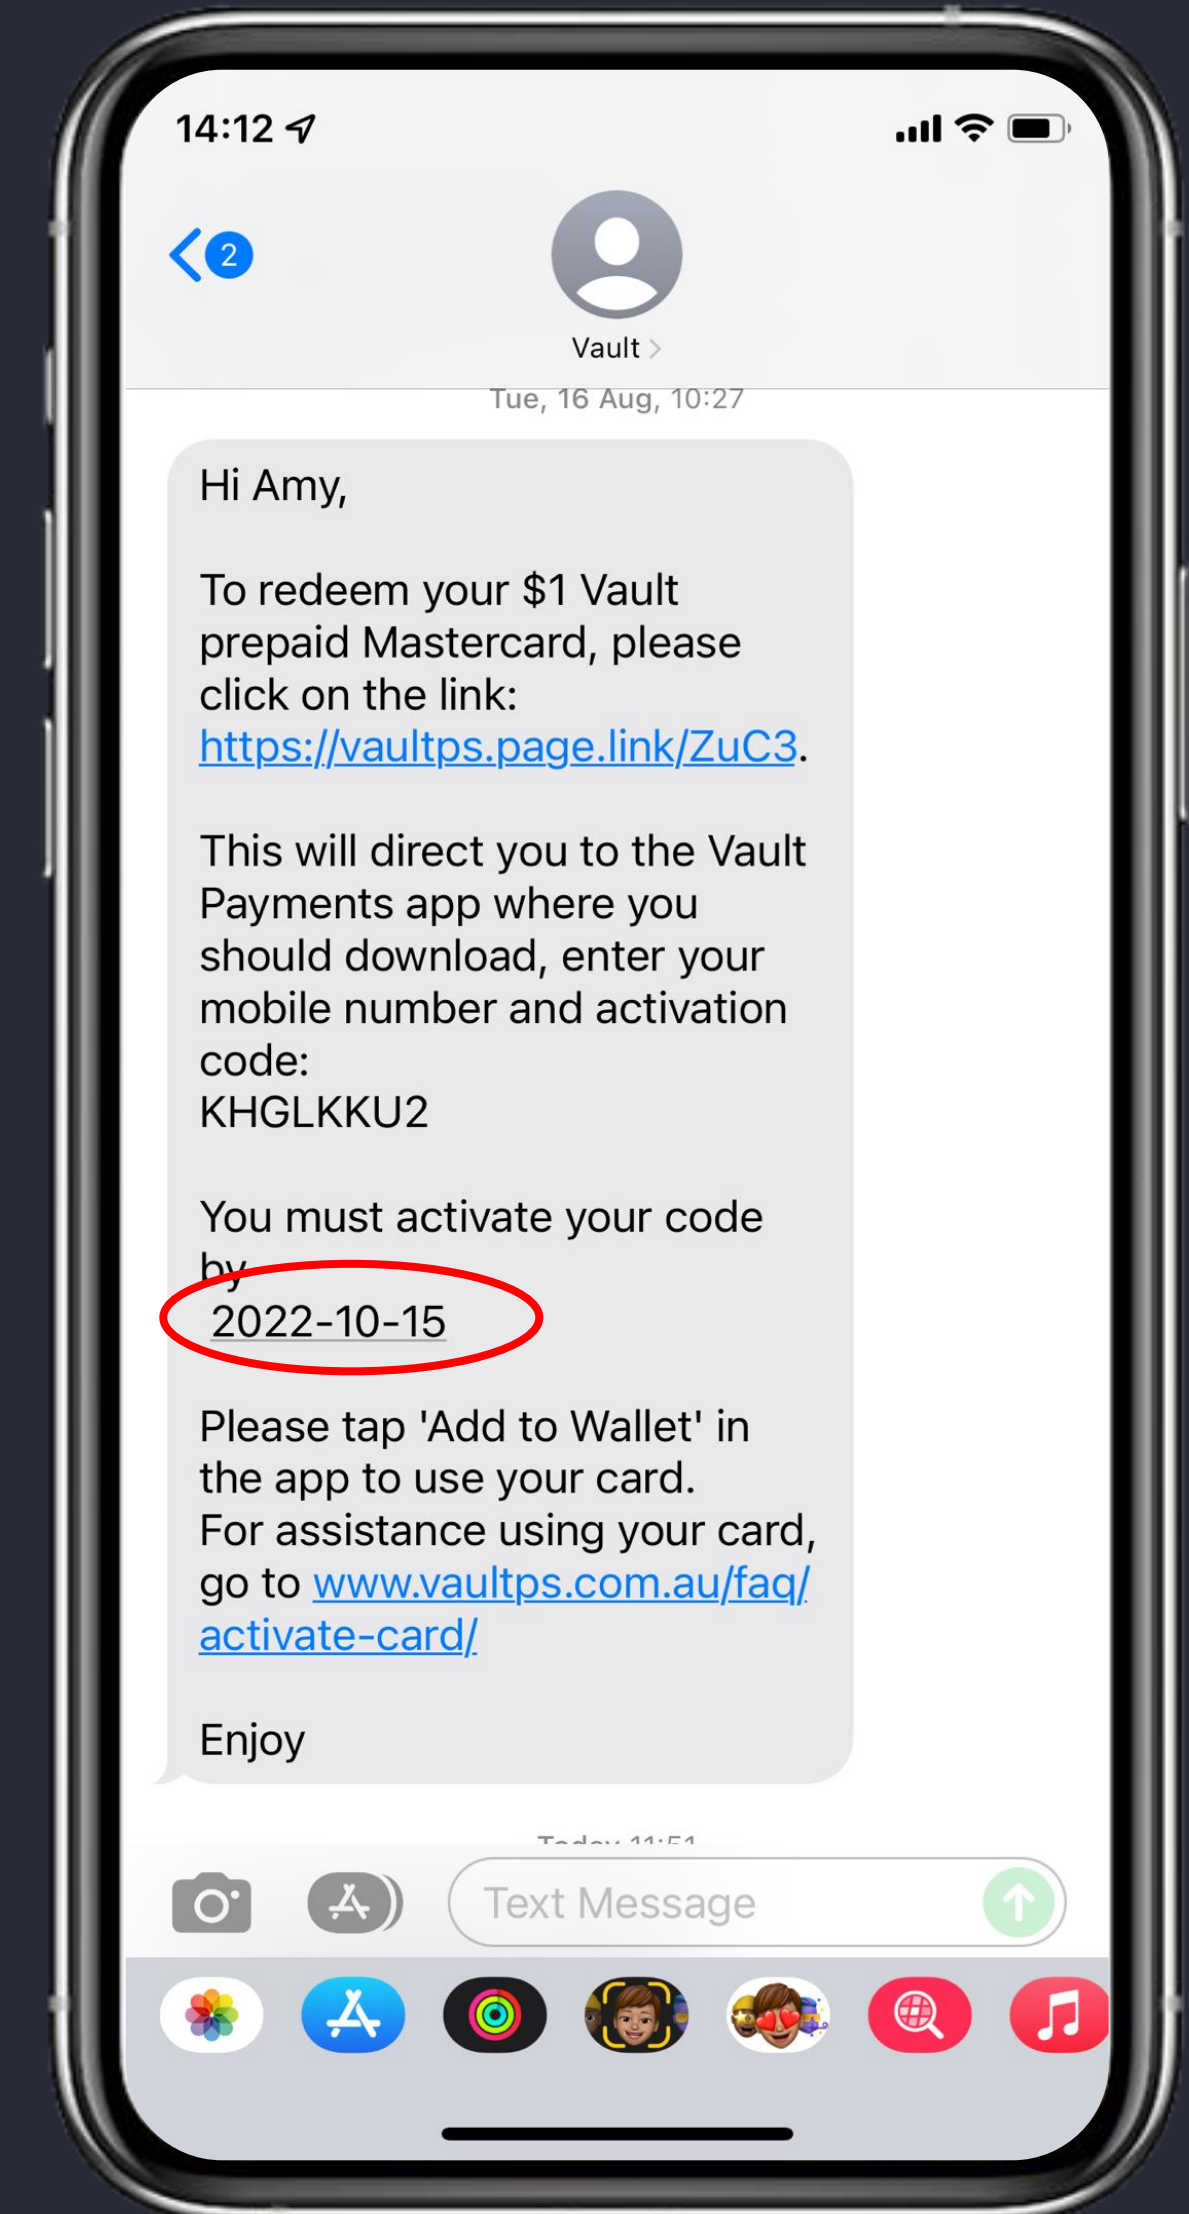 14:12
2
Vault
Tue, 16 Aug, 10:27
Hi Amy,
To redeem your $1 Vault
prepaid Mastercard, please
click on the link:
https://vaultps.page.link/ZuC3.
This will direct you to the Vault
Payments app where you
should download, enter your
mobile number and activation
code:
KHGLKKU2
You must activate your code
by
2022-10-15
Please tap 'Add to Wallet' in
the app to use your card.
For assistance using your card,
go to www.vaultps.com.au/faq/
activate-card/
Enjoy
Today 11:51
Text Message